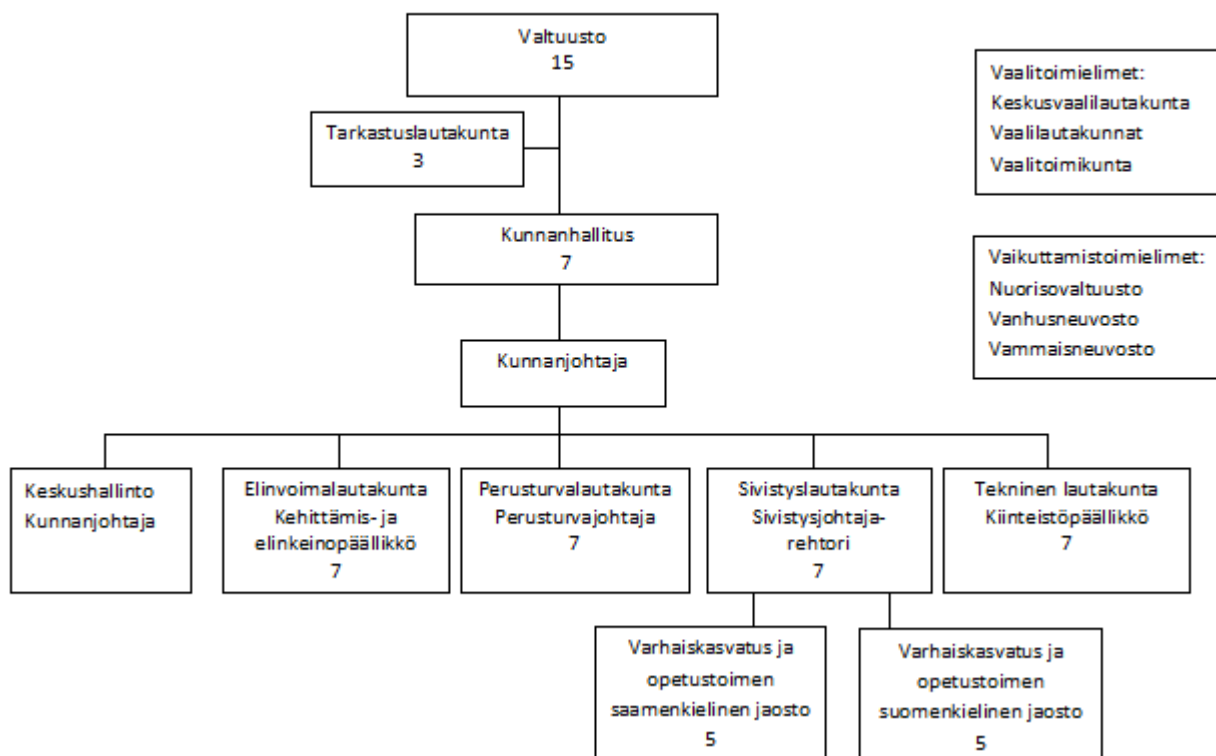 Valtuusto
15
Vaalitoimielimet:
Keskusvaalilautakunta
Vaalilautakunnat
Vaalitoimikunta
Tarkastuslautakunta
3
Kunnanhallitus
7
Vaikuttamistoimielimet:
Nuorisovaltuusto
Vanhusneuvosto
Vammaisneuvosto
Kunnanjohtaja
Keskushallinto
Kunnanjohtaja
Elinvoimalautakunta
Kehittämis- ja
elinkeinopäällikkö
7
Perusturvalautakunta
Perusturvajohtaja
7
Sivistyslautakunta
Sivistysjohtaja-
rehtori
7
Tekninen lautakunta
Kiinteistöpäällikkö
7
Varhaiskasvatus ja
opetustoimen
saamenkielinen jaosto
5
Varhaiskasvatus ja
opetustoimen
suomenkielinen jaosto
5